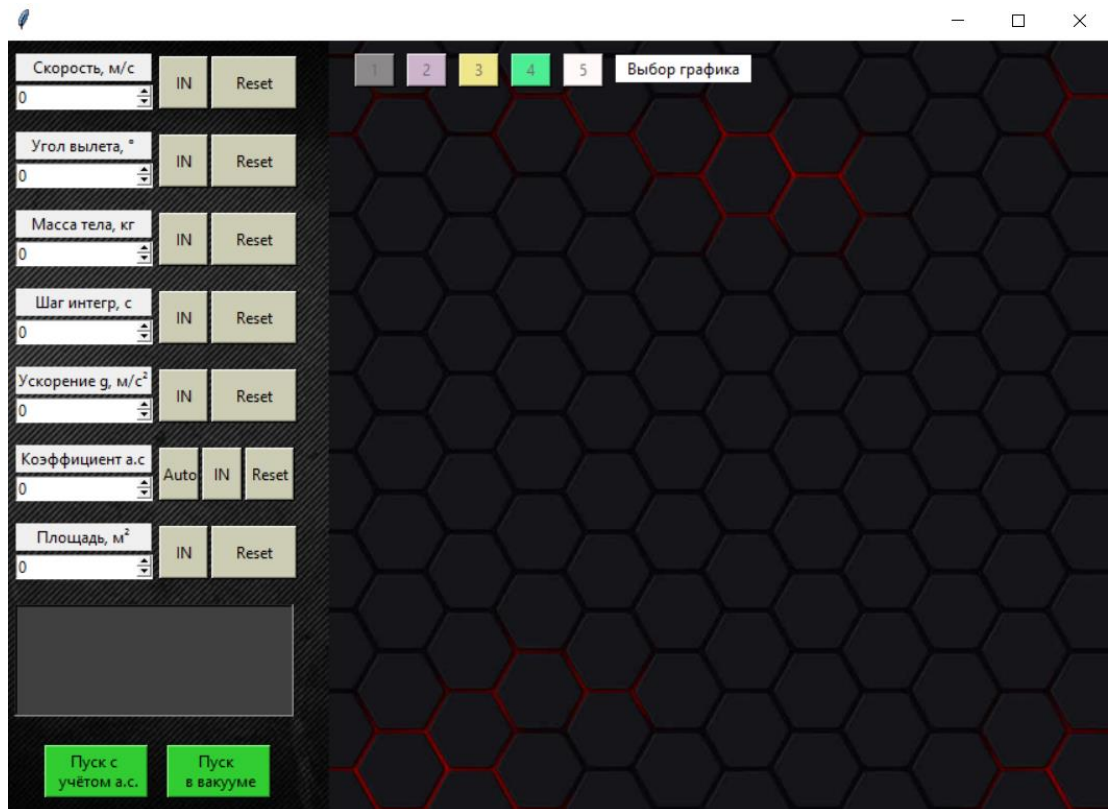 1 2 3 4 5 Выбор графика
Скорость, м/с
0
IN Reset
Угол вылета, °
0
IN Reset
Масса тела, кг
0
IN Reset
Шаг интегр, с
0
IN Reset
Ускорение g, м/с²
0
IN Reset
Коэффициент а.с
0
Auto IN Reset
Площадь, м²
0
IN Reset
Пуск с
учётом а.с.
Пуск
в вакууме